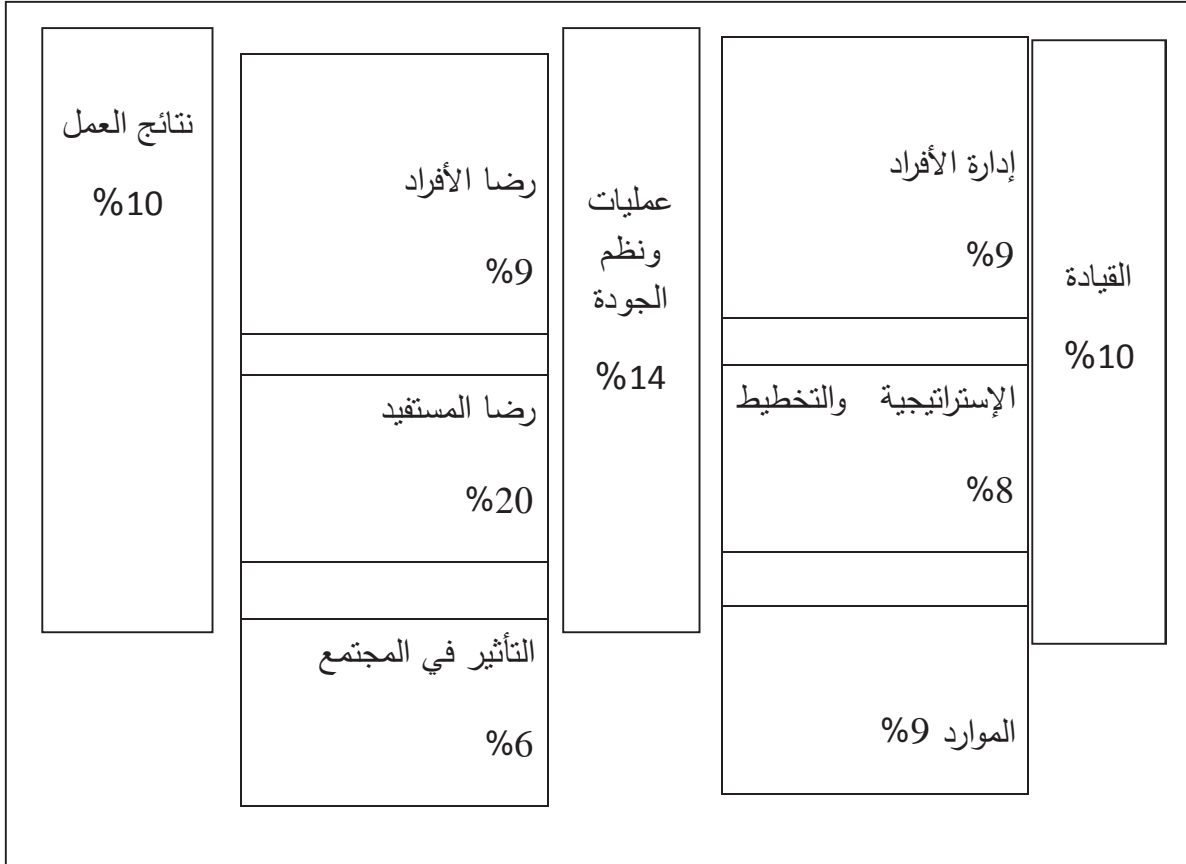 القيادة
%10
إدارة الأفراد
%9
الإستراتيجية والتخطيط
%8
الموارد 9%
عمليات
ونظم
الجودة
%14
رضا الأفراد
%9
رضا المستفيد
%20
التأثير في المجتمع
%6
نتائج العمل
%10